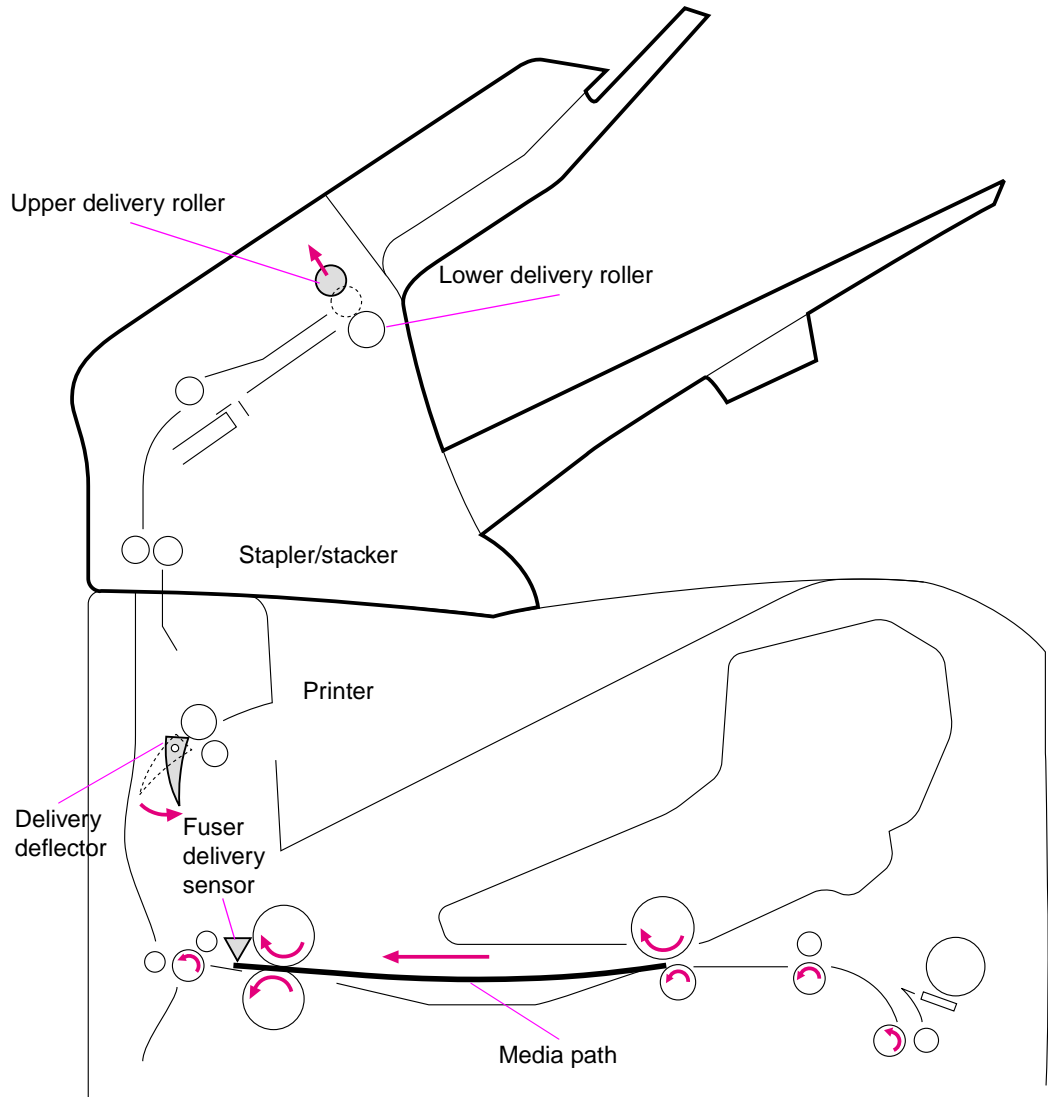 Upper delivery roller
Lower delivery roller
Stapler/stacker
Printer
Delivery
deflector
Fuser
delivery
sensor
Media path